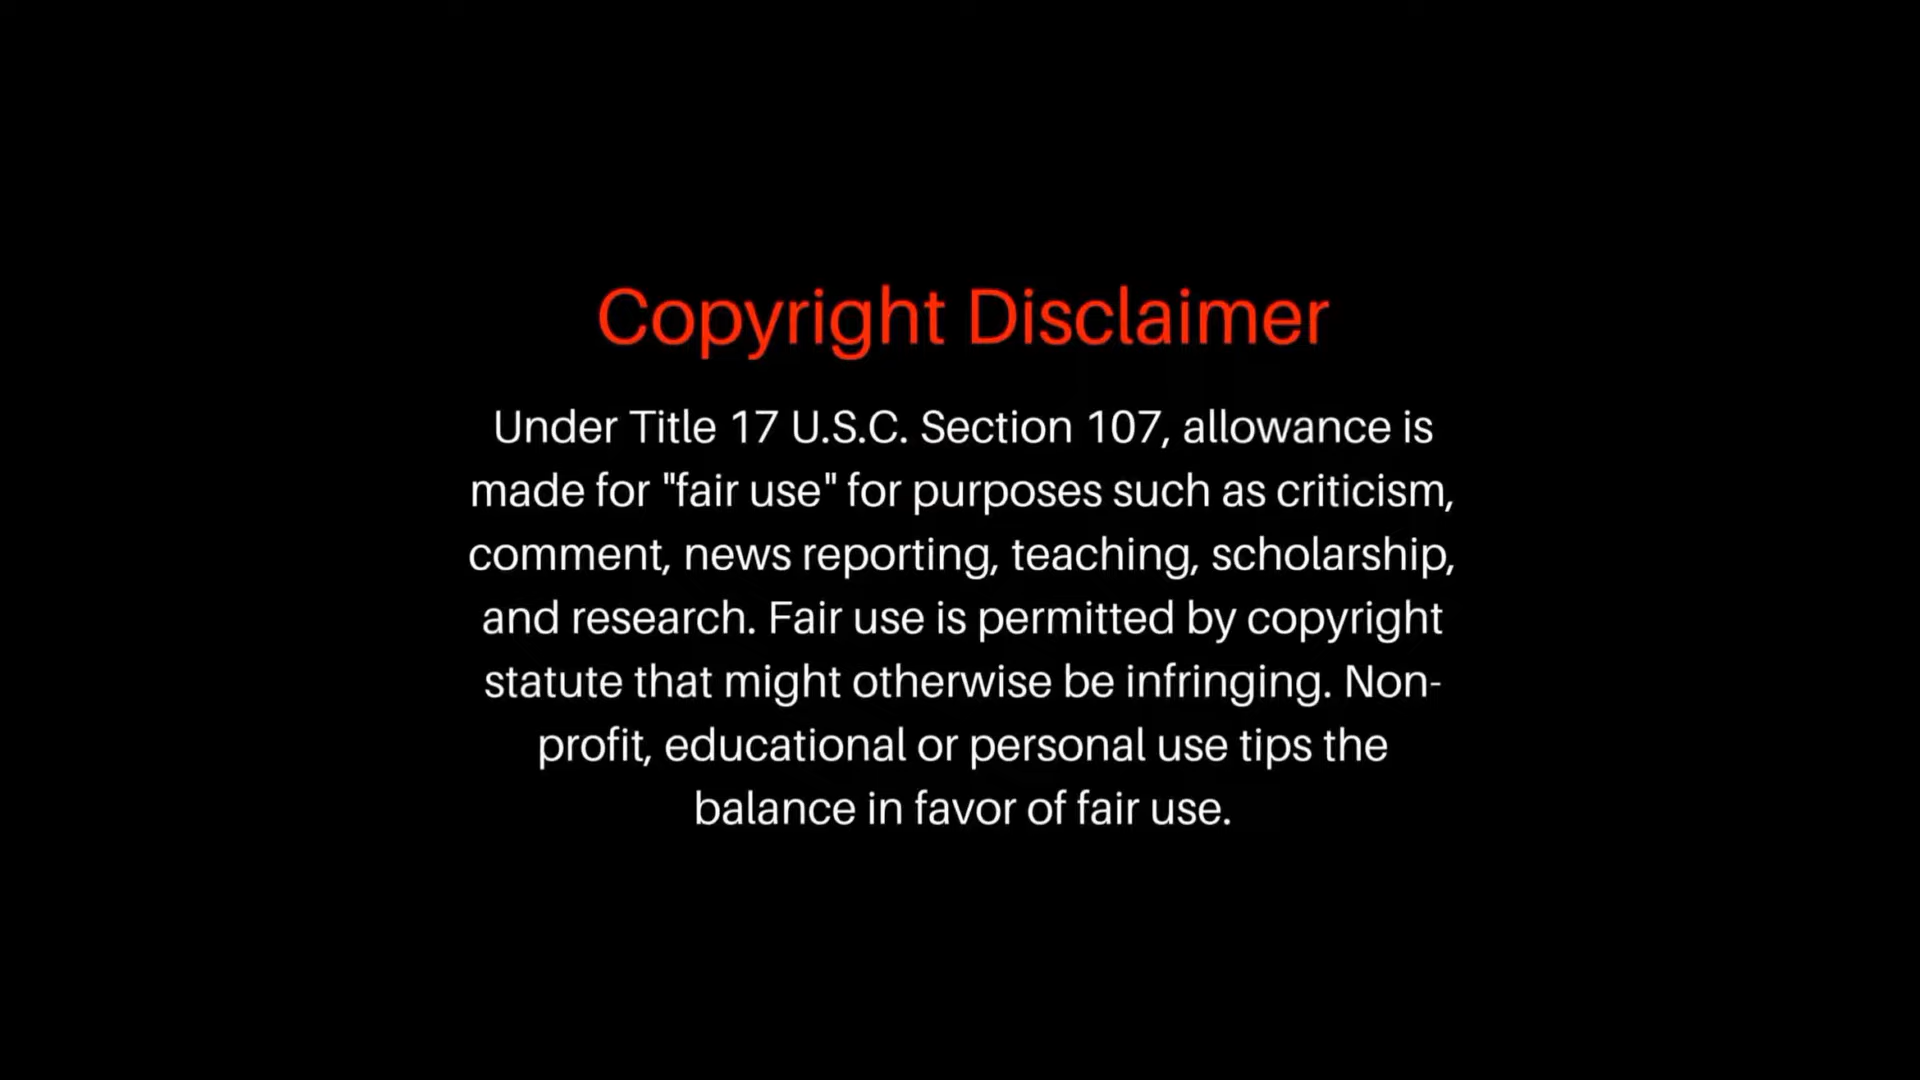 Copyright Disclaimer
Under Title 17 U.S.C. Section 107, allowance is
made for "fair use" for purposes such as criticism,
comment, news reporting, teaching, scholarship,
and research. Fair use is permitted by copyright
statute that might otherwise be infringing. Non-
profit, educational or personal use tips the
balance in favor of fair use.